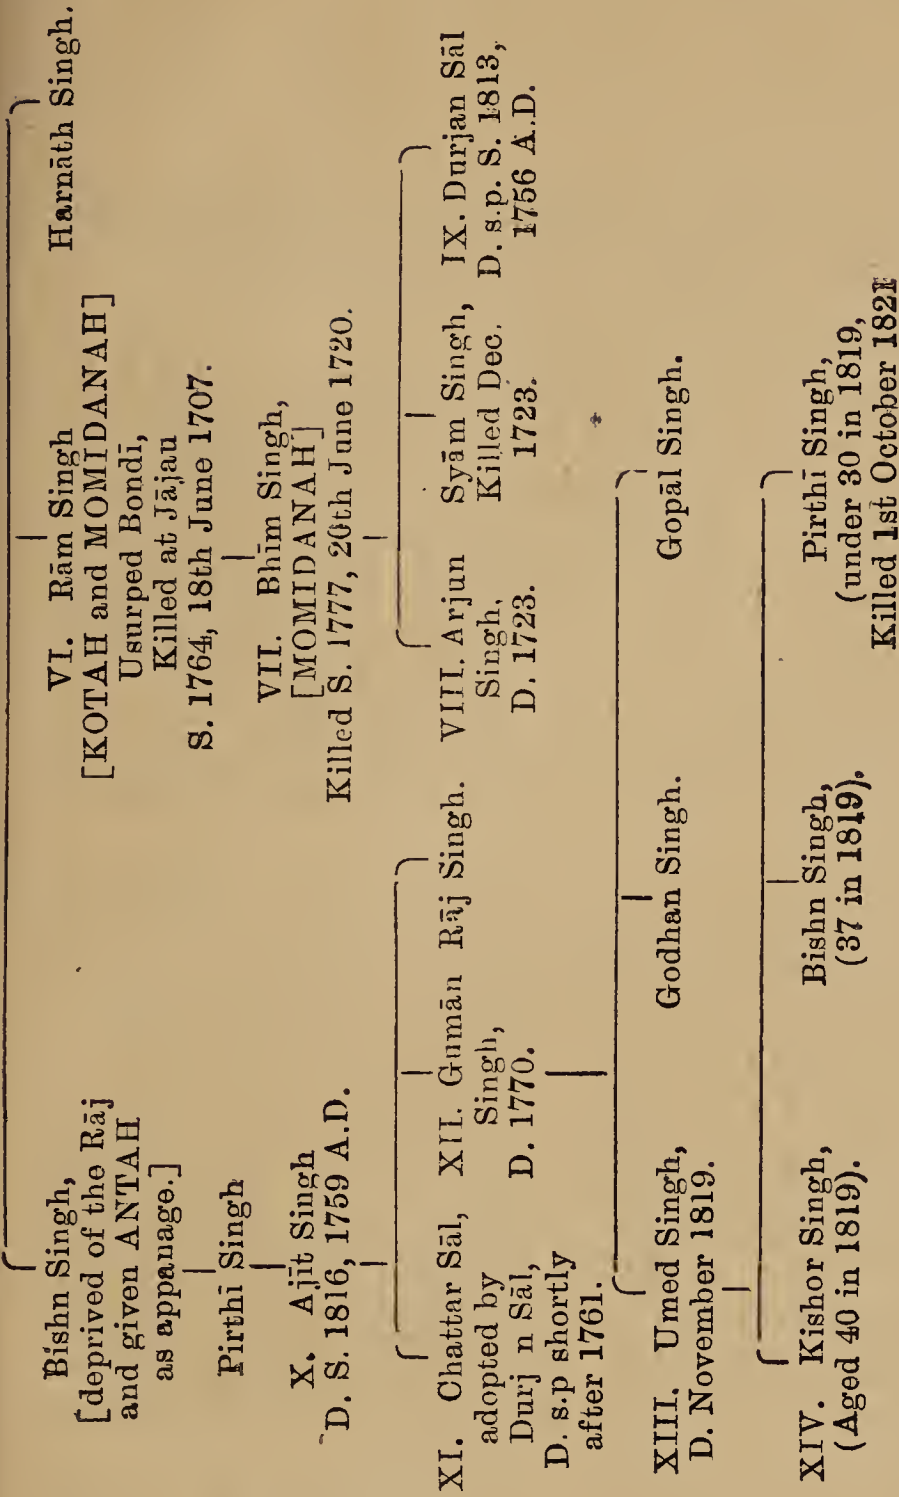 Bishn Singh,
[deprived of the Rāj
and given ANTAH
as appanage.]
VI. Rām Singh
[KOTAH and MOMIDANAH]
Usurped Bondī,
Killed at Jājau
S. 1764, 18th June 1707.
Harnāth Singh.
Pirthī Singh
VII. Bhīm Singh,
[MOMIDANAH]
Killed S. 1777, 20th June 1720.
X. Ajīt Singh
D. S. 1816, 1759 A.D.
XI. Chattar Sāl,
adopted by
Durj n Sāl,
D. s.p shortly
after 1761.
XII. Gumān
Singh,
D. 1770.
Rāj Singh.
VIII. Arjun
Singh,
D. 1723.
Syām Singh,
Killed Dec.
1723.
IX. Durjan Sāl
D. s.p. S. 1813,
1756 A.D.
XIII. Umed Singh,
D. November 1819.
Godhan Singh.
Gopāl Singh.
XIV. Kishor Singh,
(Aged 40 in 1819).
Bishn Singh,
(37 in 1819),
Pirthī Singh,
(under 30 in 1819,
Killed 1st October 1821